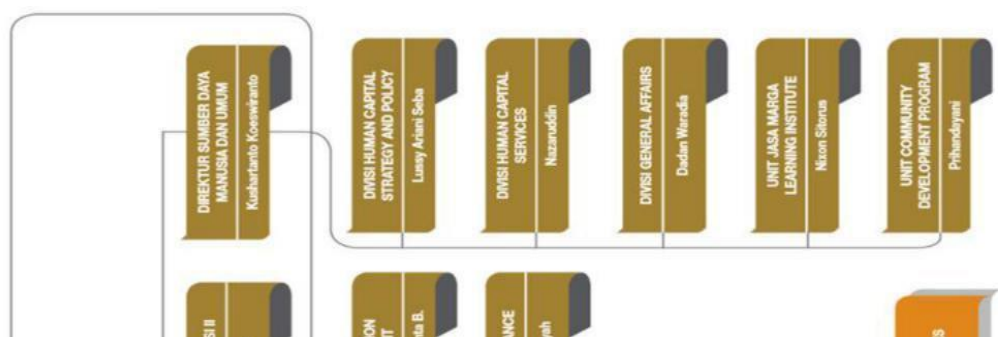 DIREKTUR SUMBER DAYA
MANUSIA DAN UMUM
Kushartanto Koeswiranto
DIVISI HUMAN CAPITAL
STRATEGY AND POLICY
Lussy Ariani Seba
DIVISI HUMAN CAPITAL
SERVICES
Nazaruddin
DIVISI GENERAL AFFAIRS
Dadan Waradia
UNIT JASA MARGA
LEARNING INSTITUTE
Nixon Sitorus
UNIT COMMUNITY
DEVELOPMENT PROGRAM
Prihandayani